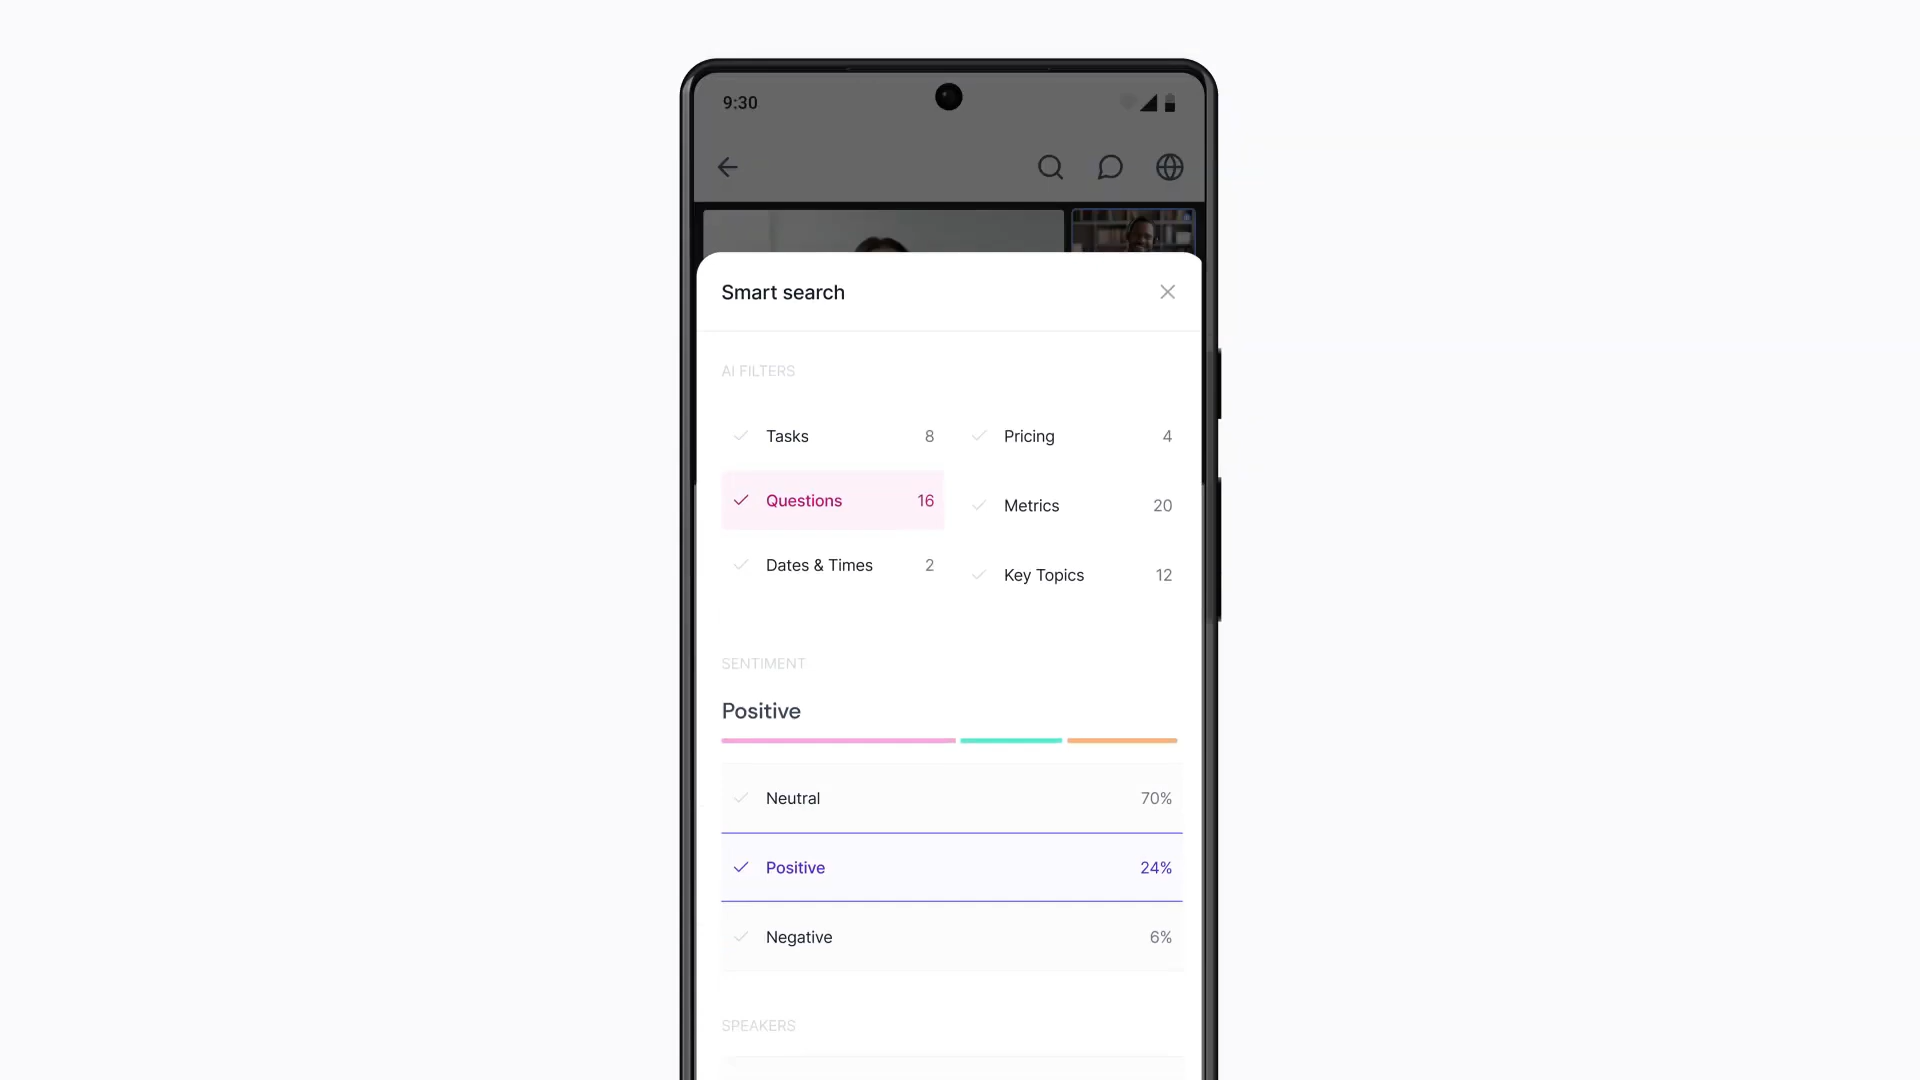 9:30
Smart search
AI FILTERS
Tasks 8
Pricing 4
Questions 16
Metrics 20
Dates & Times 2
Key Topics 12
SENTIMENT
Positive
Neutral 70%
Positive 24%
Negative 6%
SPEAKERS